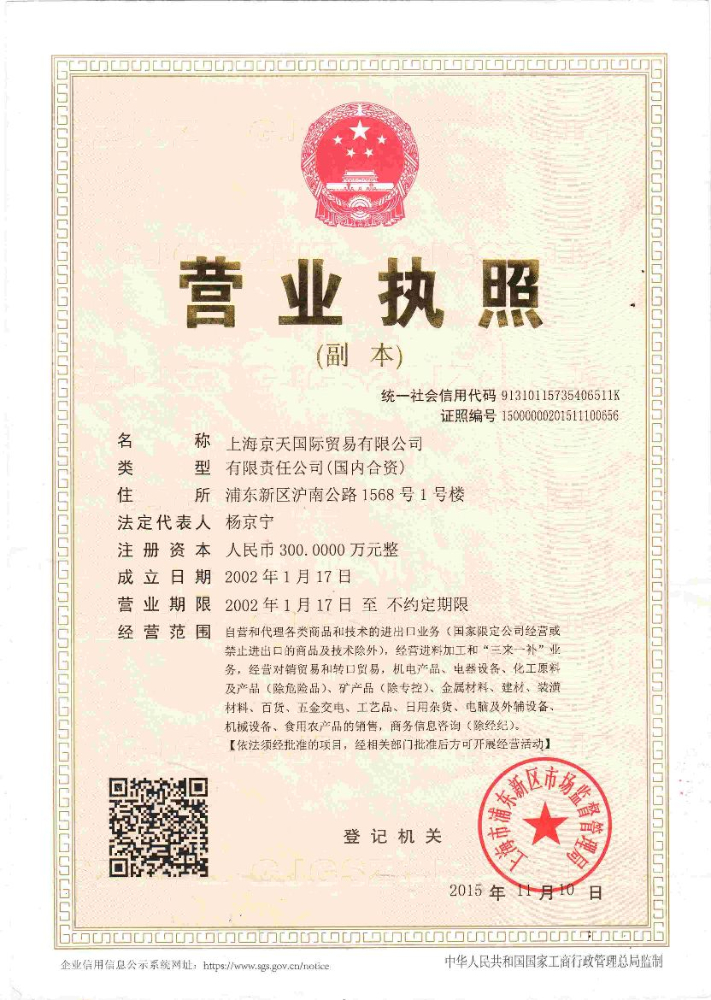 营业执照
(副 本)
统一社会信用代码 91310115735406511K
证照编号 15000000201511100656
名 称 上海京天国际贸易有限公司
类 型 有限责任公司(国内合资)
住 所 浦东新区沪南公路1568号1号楼
法定代表人 杨京宁
注册资本 人民币300.0000万元整
成立日期 2002年1月17日
营业期限 2002年1月17日 至 不约定期限
经营范围 自营和代理各类商品和技术的进出口业务（国家限定公司经营或
禁止进出口的商品及技术除外），经营进料加工和“三来一补”业
务，经营对销贸易和转口贸易，机电产品、电器设备、化工原料
及产品（除危险品）、矿产品（除专控）、金属材料、建材、装潢
材料、百货、五金交电、工艺品、日用杂货、电脑及外辅设备、
机械设备、食用农产品的销售，商务信息咨询（除经纪）。
【依法须经批准的项目，经相关部门批准后方可开展经营活动】
上海市浦东新区市场监督管理局
登记机关
2015 年 11 月 10 日
企业信用信息公示系统网址：https://www.sgs.gov.cn/notice
中华人民共和国国家工商行政管理总局监制